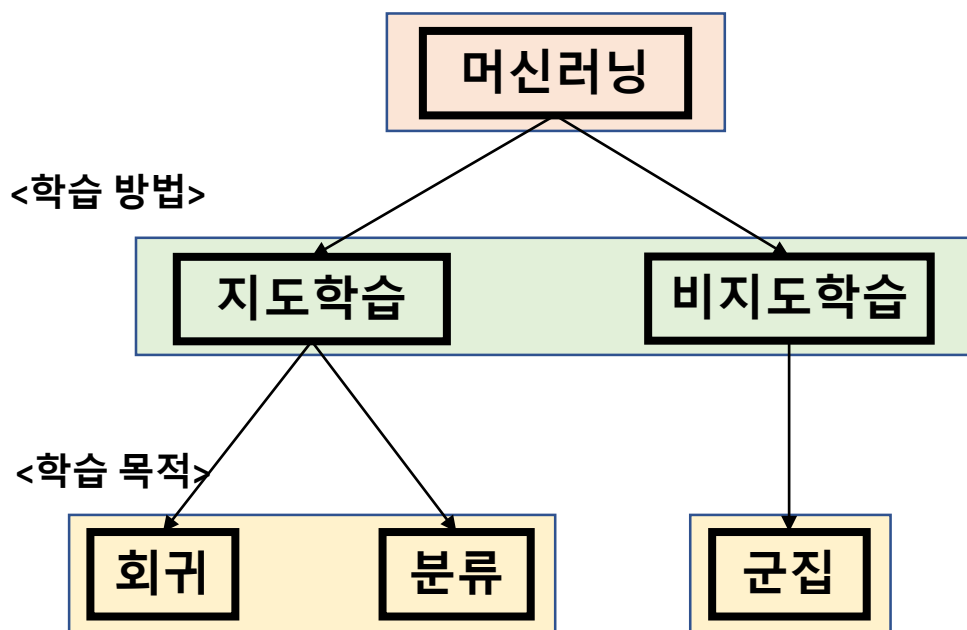 머신러닝
<학습 방법>
지도학습
비지도학습
<학습 목적>
회귀
분류
군집